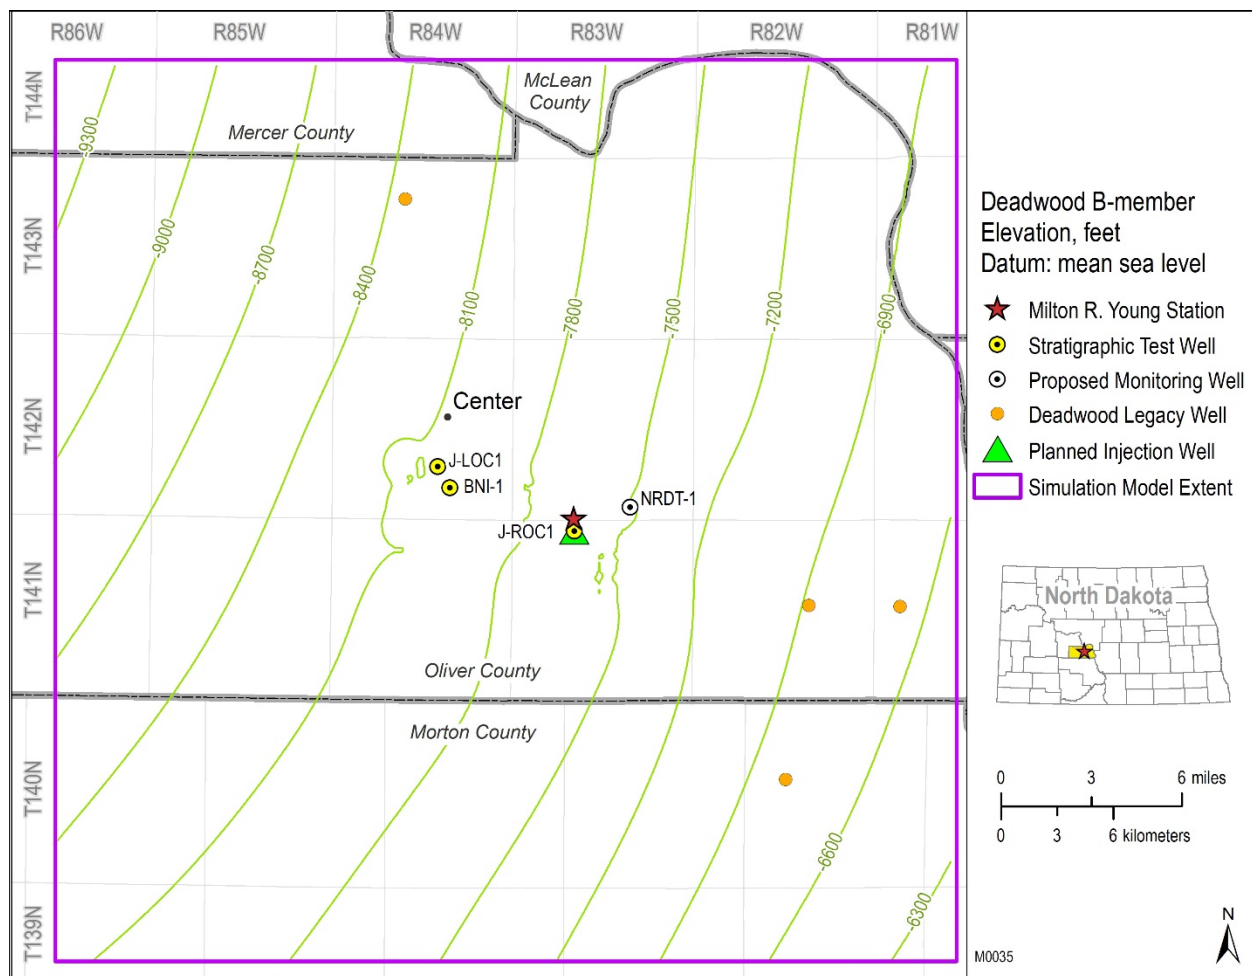 R86W R85W R84W R83W R82W R81W
T144N
T143N
T142N
T141N
T140N
T139N
McLean
County
Mercer County
-9300
-9000
-8700
-8400
-8100
-7800
-7500
-7200
-6900
Center
J-LOC1
BNI-1
NRDT-1
J-ROC1
Oliver County
Morton County
-6600
-6300
Deadwood B-member
Elevation, feet
Datum: mean sea level
Milton R. Young Station
Stratigraphic Test Well
Proposed Monitoring Well
Deadwood Legacy Well
Planned Injection Well
Simulation Model Extent
North Dakota
0 3 6 miles
0 3 6 kilometers
N
M0035